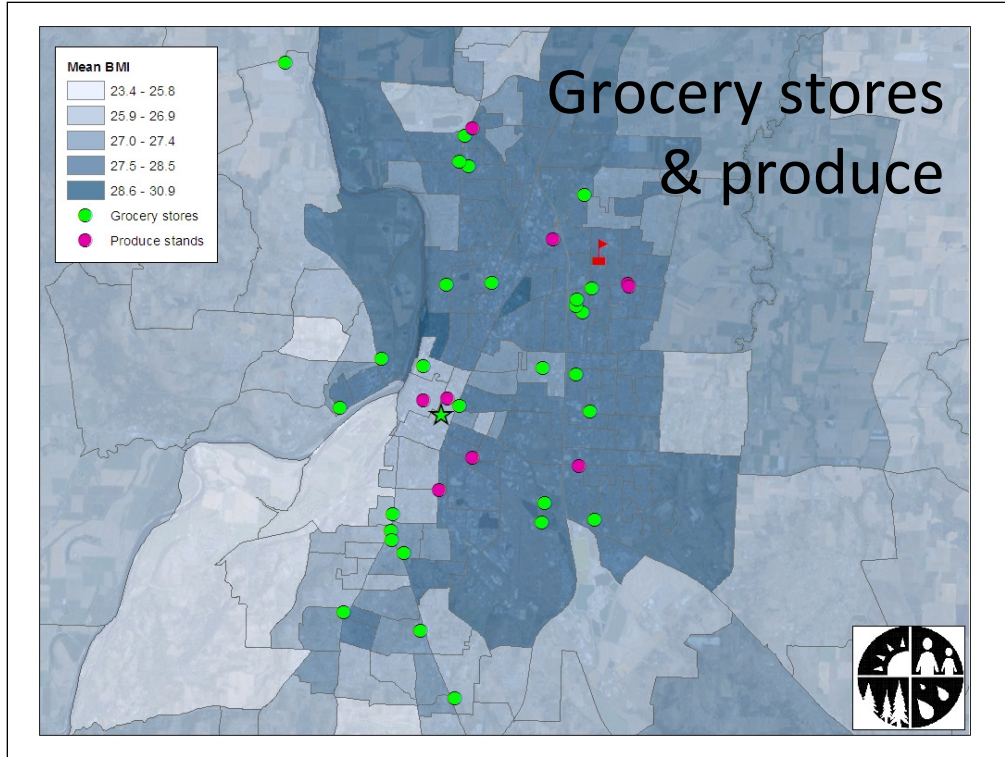 Grocery stores
& produce
Mean BMI
23.4 - 25.8
25.9 - 26.9
27.0 - 27.4
27.5 - 28.5
28.6 - 30.9
Grocery stores
Produce stands